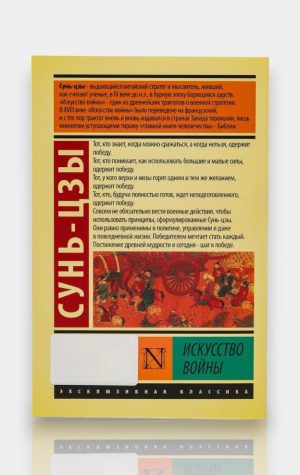 Сунь-цзы - выдающийся китайский стратег и мыслитель, живший,
как считают ученые, в IV веке до н.э., в бурную эпоху Борющихся царств.
«Искусство войны» - один из древнейших трактатов о военной стратегии.
В XVIII веке «Искусство войны» было переведено на французский,
и с тех пор трактат вновь и вновь издавался в странах Запада тиражами, лишь
немногим уступающими тиражу «главной книги человечества» - Библии.
СУНЬ-ЦЗЫ
Тот, кто знает, когда можно сражаться, а когда нельзя, одержит
победу.
Тот, кто понимает, как использовать большие и малые силы,
одержит победу.
Тот, у кого верхи и низы горят одним и тем же желанием,
одержит победу.
Тот, кто, будучи полностью готов, ждет неподготовленного,
одержит победу.
Совсем не обязательно вести военные действия, чтобы
использовать принципы, сформулированные Сунь-цзы.
Они равно применимы в политике, управлении и даже
в повседневной жизни. Победителем мечтает стать каждый.
Постижение древней мудрости и сегодня - шаг к победе.
N
ИСКУССТВО
ВОЙНЫ
ЭКСКЛЮЗИВНАЯ КЛАССИКА